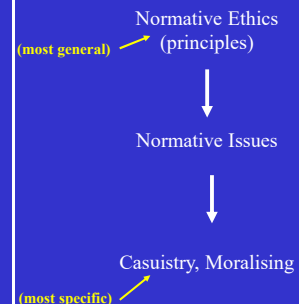 Normative Ethics
(most general)
(principles)
Normative Issues
Casuistry, Moralising
(most specific)